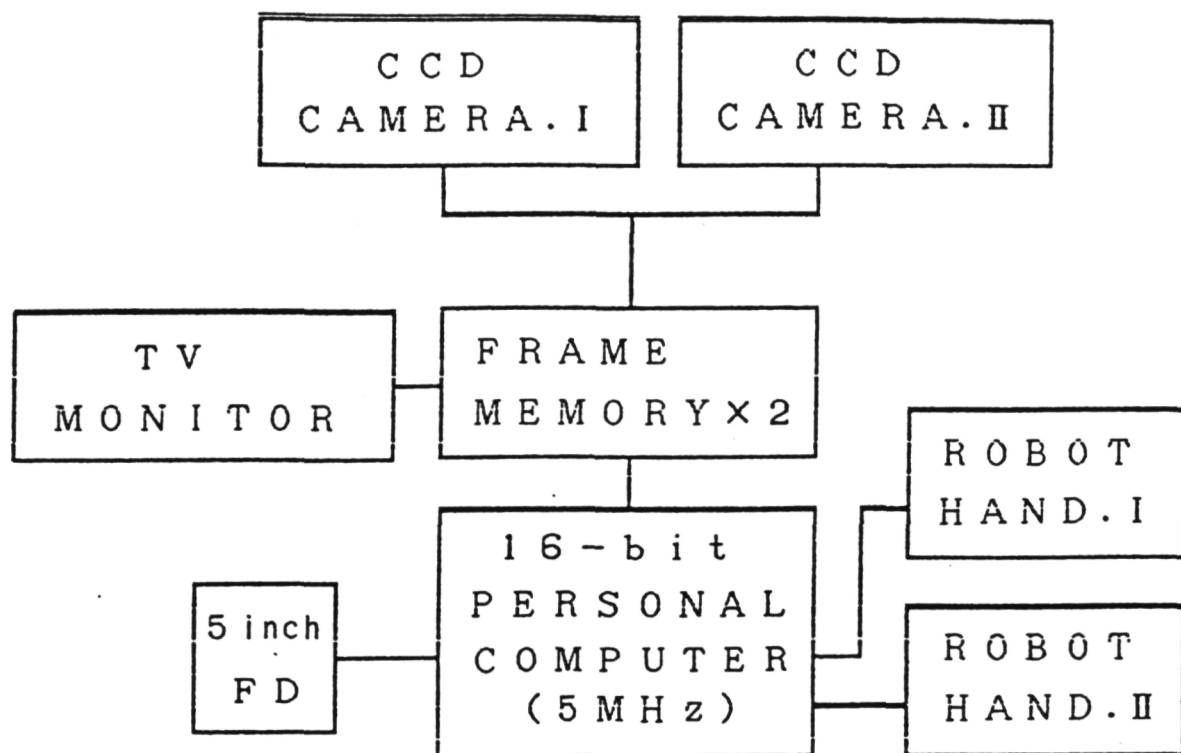 CCD
CAMERA.I
CCD
CAMERA.II
TV
MONITOR
FRAME
MEMORY×2
ROBOT
HAND.I
16-bit
PERSONAL
COMPUTER
(5MHz)
5 inch
FD
ROBOT
HAND.II